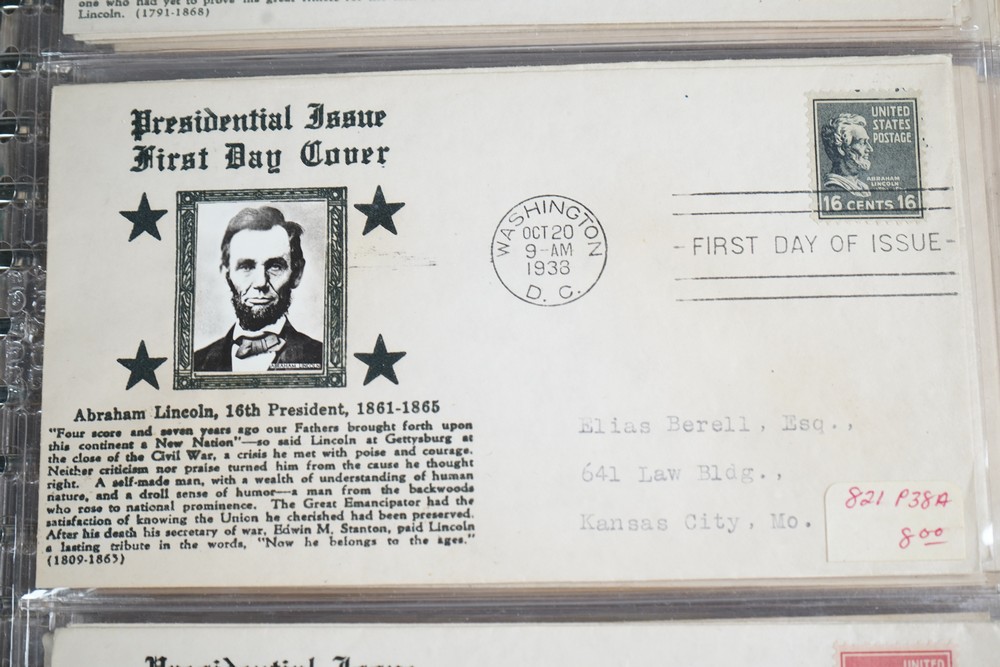 Lincoln. (1791-1868)
Presidential Issue
First Day Cover
UNITED
STATES
POSTAGE
ABRAHAM
LINCOLN
16 CENTS 16
WASHINGTON
OCT 20
9-AM
1938
D. C.
- FIRST DAY OF ISSUE -
ABRAHAM LINCOLN
Abraham Lincoln, 16th President, 1861-1865
"Four score and seven years ago our Fathers brought forth upon
this continent a New Nation"—so said Lincoln at Gettysburg at
the close of the Civil War, a crisis he met with poise and courage.
Neither criticism nor praise turned him from the cause he thought
right. A self-made man, with a wealth of understanding of human
nature, and a droll sense of humor—a man from the backwoods
who rose to national prominence. The Great Emancipator had the
satisfaction of knowing the Union he cherished had been preserved.
After his death his secretary of war, Edwin M. Stanton, paid Lincoln
a lasting tribute in the words, "Now he belongs to the ages."
(1809-1865)
Elias Berell, Esq.,
641 Law Bldg.,
Kansas City, Mo.
821 P38A
8.00
Presidential Issue
UNITED